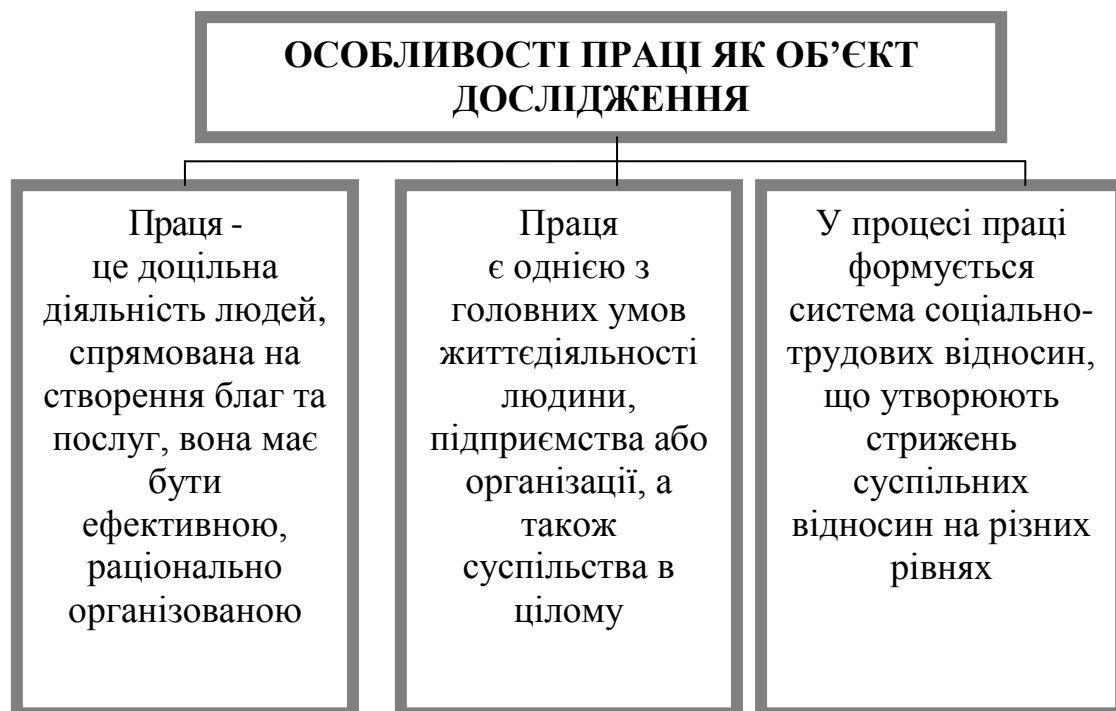 ОСОБЛИВОСТІ ПРАЦІ ЯК ОБ’ЄКТ
ДОСЛІДЖЕННЯ
Праця -
це доцільна
діяльність людей,
спрямована на
створення благ та
послуг, вона має
бути
ефективною,
раціонально
організованою
Праця
є однією з
головних умов
життєдіяльності
людини,
підприємства або
організації, а
також
суспільства в
цілому
У процесі праці
формується
система соціально-
трудових відносин,
що утворюють
стрижень
суспільних
відносин на різних
рівнях